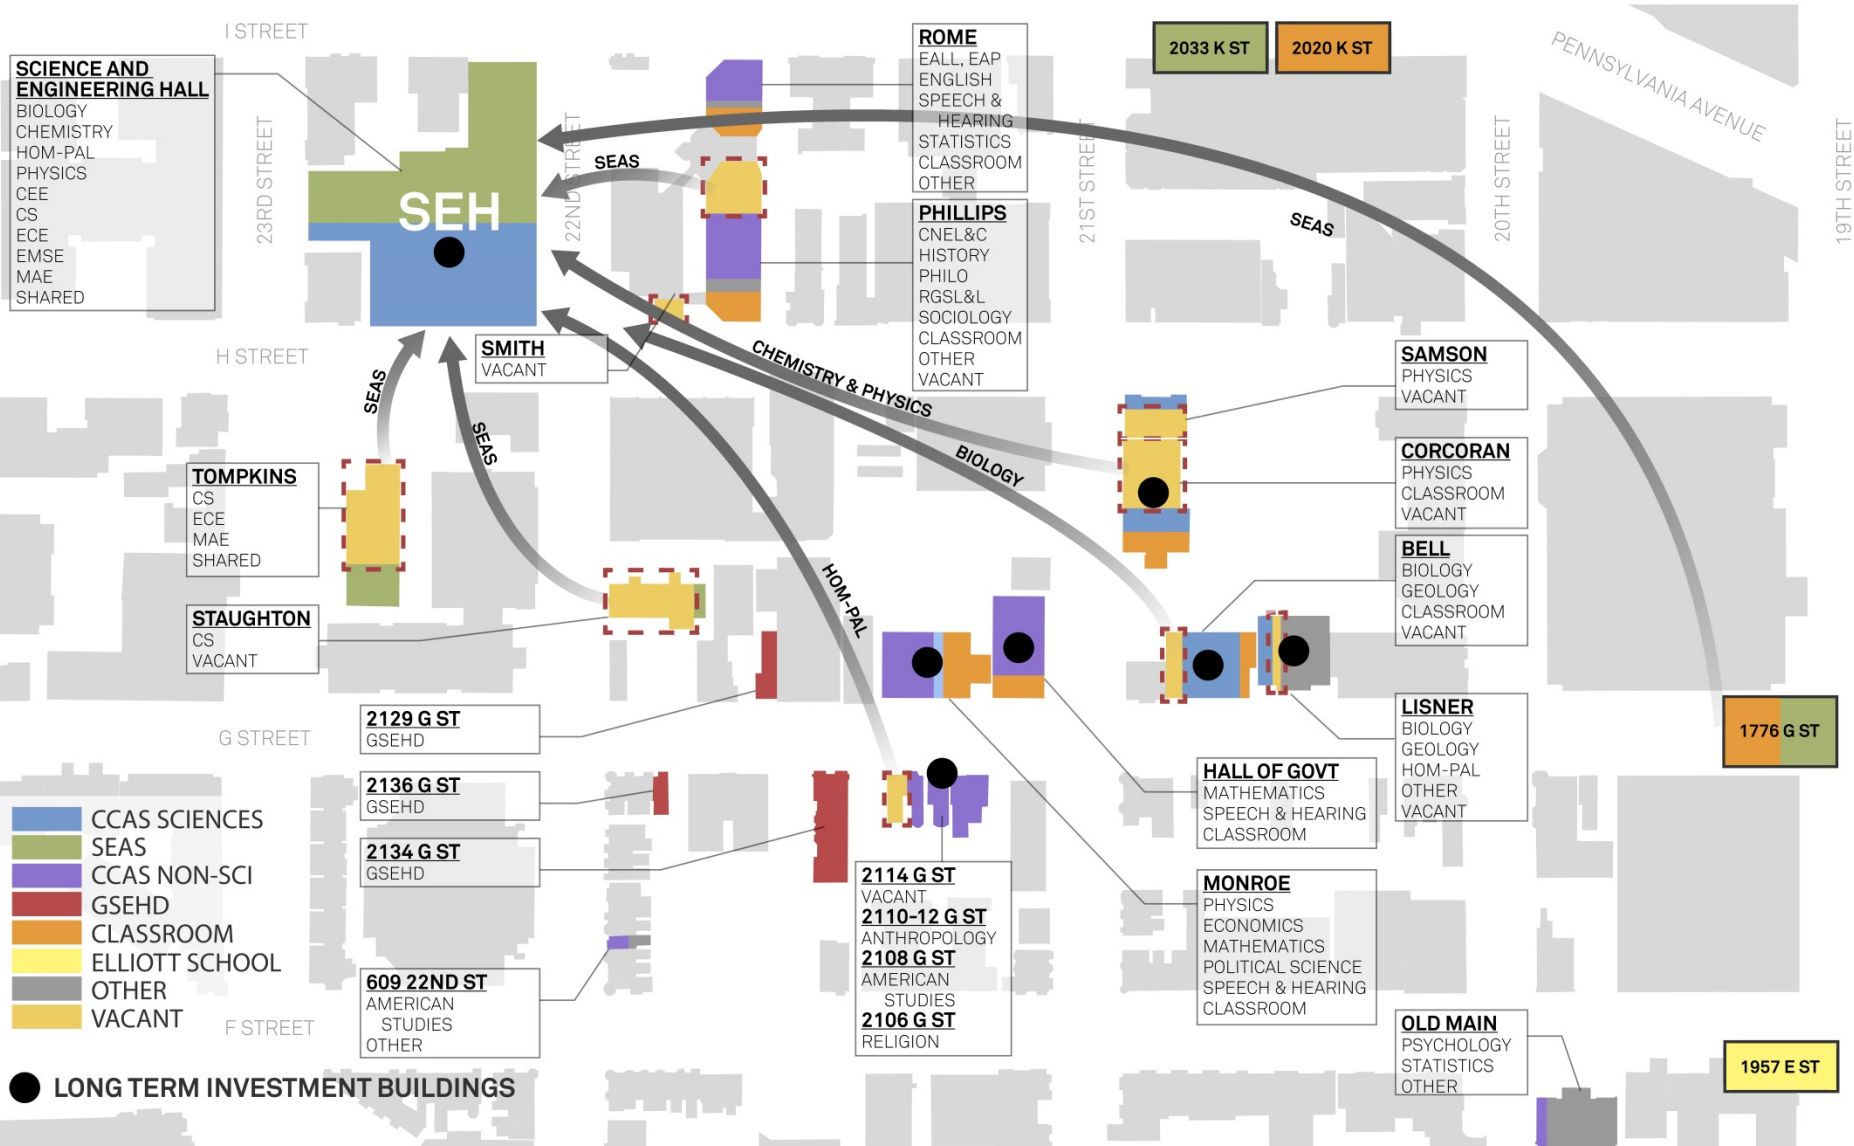 I STREET
SCIENCE AND
ENGINEERING HALL
BIOLOGY
CHEMISTRY
HOM-PAL
PHYSICS
CEE
CS
ECE
EMSE
MAE
SHARED
23RD STREET
SEH
22ND STREET
SEAS
ROME
EALL, EAP
ENGLISH
SPEECH &
HEARING
STATISTICS
CLASSROOM
OTHER
PHILLIPS
CNEL&C
HISTORY
PHILO
RGSL&L
SOCIOLOGY
CLASSROOM
OTHER
VACANT
2033 K ST
2020 K ST
PENNSYLVANIA AVENUE
21ST STREET
SEAS
20TH STREET
19TH STREET
H STREET
SMITH
VACANT
SEAS
SEAS
CHEMISTRY & PHYSICS
BIOLOGY
HOM-PAL
SAMSON
PHYSICS
VACANT
CORCORAN
PHYSICS
CLASSROOM
VACANT
BELL
BIOLOGY
GEOLOGY
CLASSROOM
VACANT
TOMPKINS
CS
ECE
MAE
SHARED
STAUGHTON
CS
VACANT
LISNER
BIOLOGY
GEOLOGY
HOM-PAL
OTHER
VACANT
1776 G ST
G STREET
2129 G ST
GSEHD
2136 G ST
GSEHD
2134 G ST
GSEHD
HALL OF GOVT
MATHEMATICS
SPEECH & HEARING
CLASSROOM
2114 G ST
VACANT
2110-12 G ST
ANTHROPOLOGY
2108 G ST
AMERICAN
STUDIES
2106 G ST
RELIGION
MONROE
PHYSICS
ECONOMICS
MATHEMATICS
POLITICAL SCIENCE
SPEECH & HEARING
CLASSROOM
CCAS SCIENCES
SEAS
CCAS NON-SCI
GSEHD
CLASSROOM
ELLIOTT SCHOOL
OTHER
VACANT
609 22ND ST
AMERICAN
STUDIES
OTHER
F STREET
OLD MAIN
PSYCHOLOGY
STATISTICS
OTHER
1957 E ST
LONG TERM INVESTMENT BUILDINGS